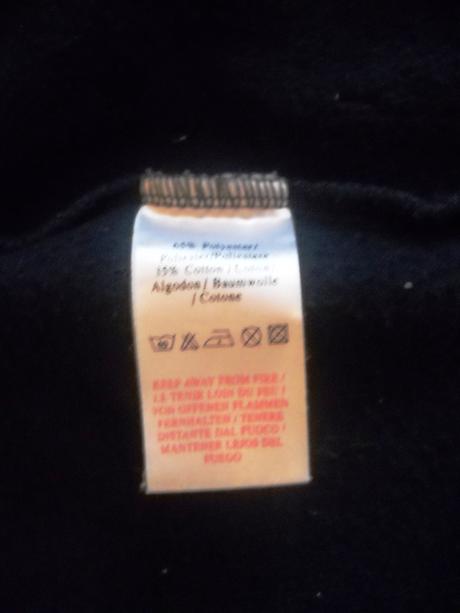 65% Polyester/
Polyester/Poliestere
35% Cotton / Coton /
Algodon / Baumwolle
/ Cotone
KEEP AWAY FROM FIRE /
LE TENIR LOIN DU FEU /
VON OFFENEN FLAMMEN
FERNHALTEN / TENERE
DISTANTE DAL FUOCO /
MANTENER LEJOS DEL
FUEGO